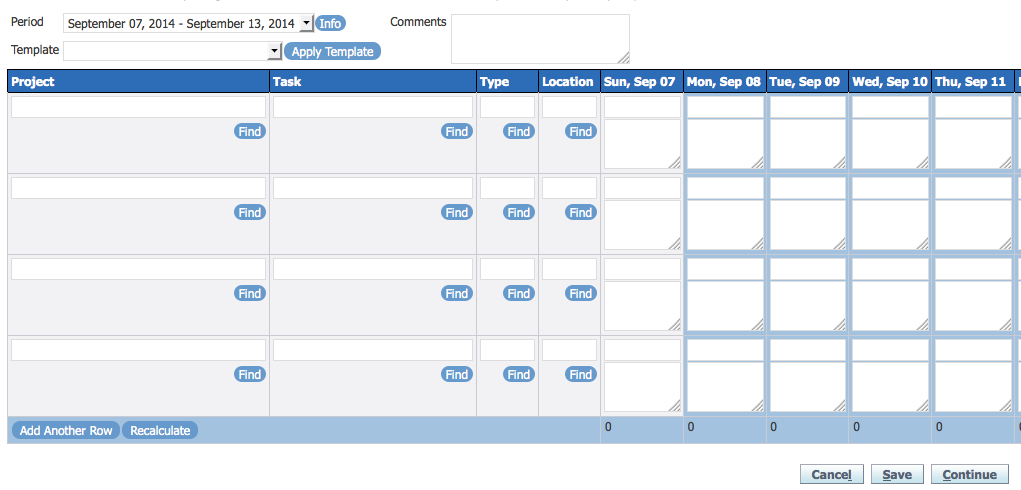 Period September 07, 2014 - September 13, 2014 Info Comments
Template Apply Template
Project Task Type Location Sun, Sep 07 Mon, Sep 08 Tue, Sep 09 Wed, Sep 10 Thu, Sep 11
Find Find Find Find
Find Find Find Find
Find Find Find Find
Find Find Find Find
Add Another Row Recalculate 0 0 0 0 0
Cancel Save Continue